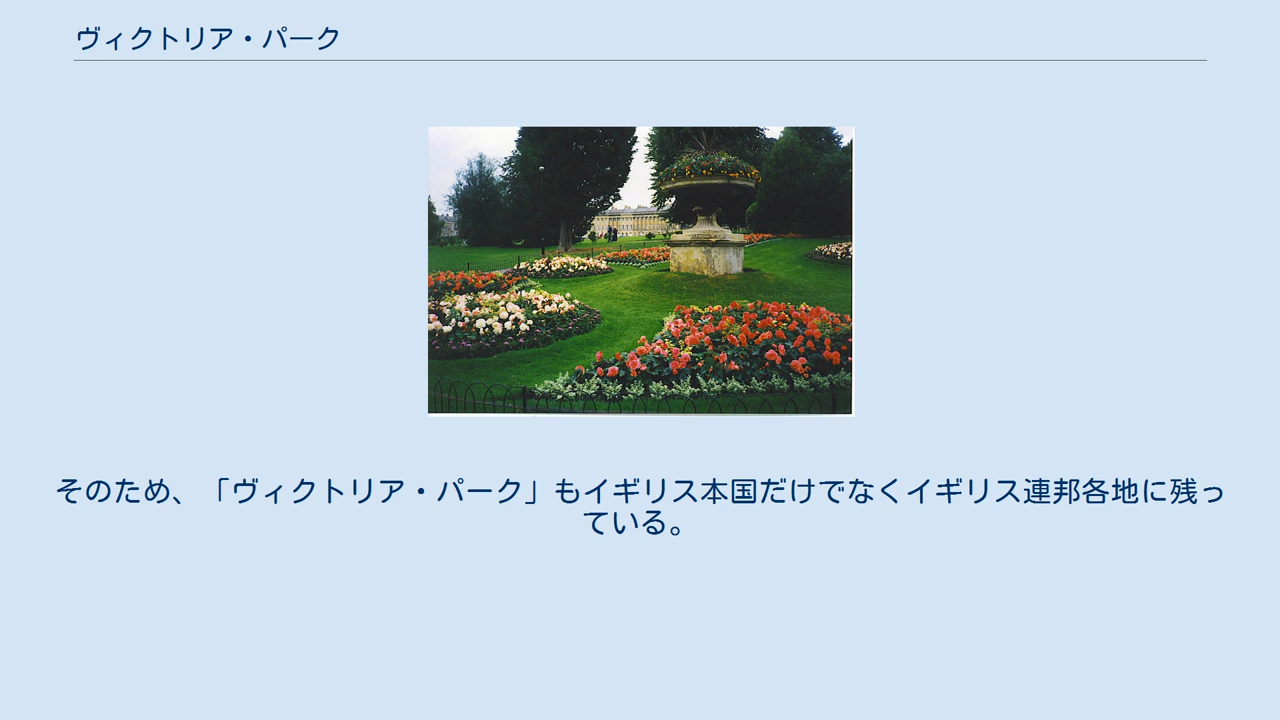 ヴィクトリア・パーク
そのため、「ヴィクトリア・パーク」もイギリス本国だけでなくイギリス連邦各地に残っ
ている。